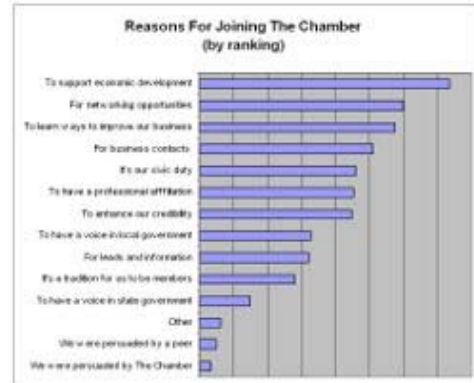 Reasons For Joining The Chamber
(by ranking)
To support economic development
For networking opportunities
To learn ways to improve our business
For business contacts
It's our civic duty
To have a professional affiliation
To enhance our credibility
To have a voice in local government
For leads and information
It's a tradition for us to be members
To have a voice in state government
Other
We were persuaded by a peer
We were persuaded by The Chamber